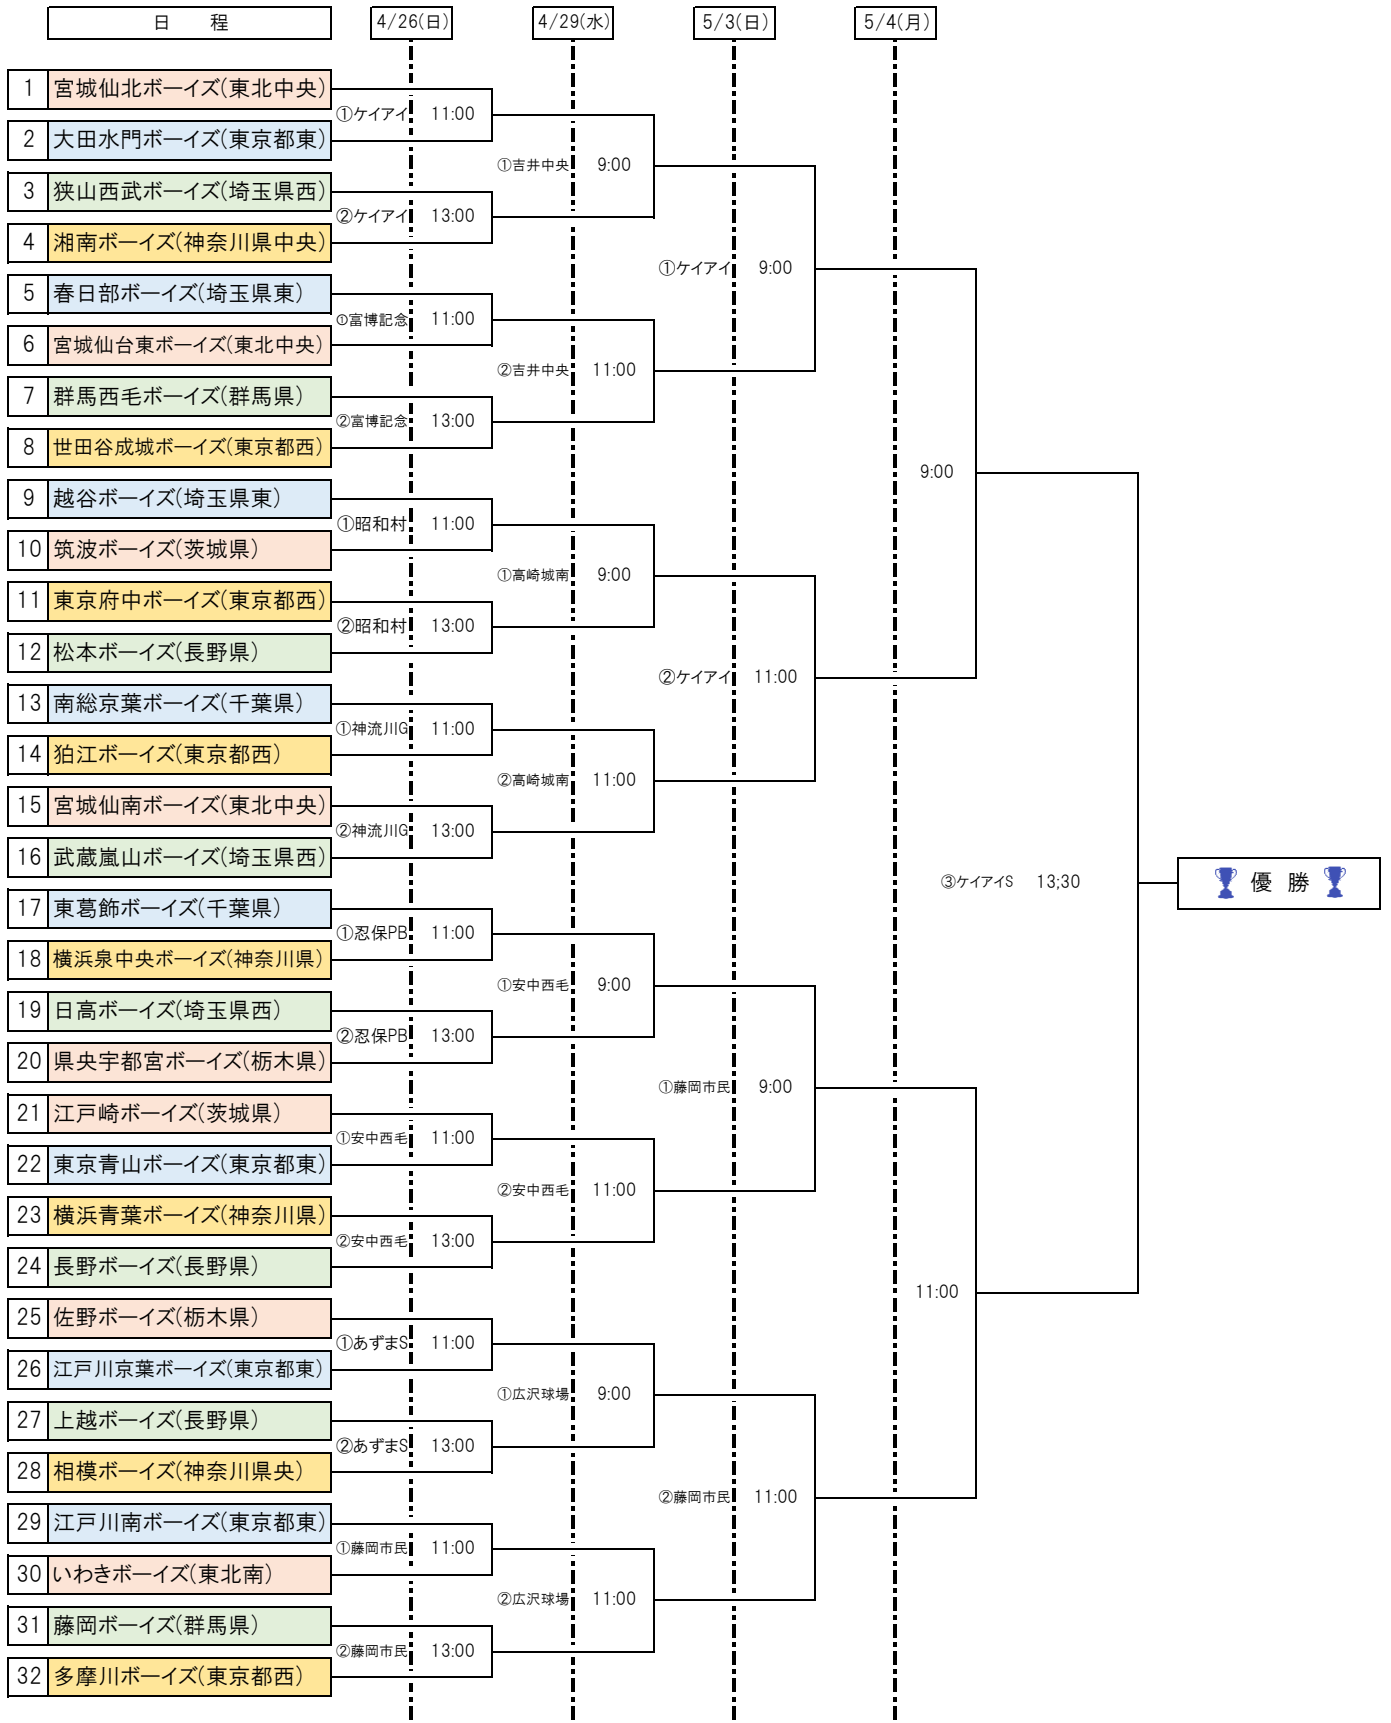 日 程 4/26(日) 4/29(水) 5/3(日) 5/4(月)
1 宮城仙北ボーイズ(東北中央)
①ケイアイ 11:00
2 大田水門ボーイズ(東京都東)
①吉井中央 9:00
3 狭山西武ボーイズ(埼玉県西)
②ケイアイ 13:00
4 湘南ボーイズ(神奈川県中央)
①ケイアイ 9:00
5 春日部ボーイズ(埼玉県東)
①富博記念 11:00
6 宮城仙台東ボーイズ(東北中央)
②吉井中央 11:00
7 群馬西毛ボーイズ(群馬県)
②富博記念 13:00
8 世田谷成城ボーイズ(東京都西)
9:00
9 越谷ボーイズ(埼玉県東)
①昭和村 11:00
10 筑波ボーイズ(茨城県)
①高崎城南 9:00
11 東京府中ボーイズ(東京都西)
②昭和村 13:00
12 松本ボーイズ(長野県)
②ケイアイ 11:00
13 南総京葉ボーイズ(千葉県)
①神流川G 11:00
14 狛江ボーイズ(東京都西)
②高崎城南 11:00
15 宮城仙南ボーイズ(東北中央)
②神流川G 13:00
16 武蔵嵐山ボーイズ(埼玉県西)
③ケイアイS 13;30
優 勝
17 東葛飾ボーイズ(千葉県)
①忍保PB 11:00
18 横浜泉中央ボーイズ(神奈川県)
①安中西毛 9:00
19 日高ボーイズ(埼玉県西)
②忍保PB 13:00
20 県央宇都宮ボーイズ(栃木県)
①藤岡市民 9:00
21 江戸崎ボーイズ(茨城県)
①安中西毛 11:00
22 東京青山ボーイズ(東京都東)
②安中西毛 11:00
23 横浜青葉ボーイズ(神奈川県)
②安中西毛 13:00
24 長野ボーイズ(長野県)
11:00
25 佐野ボーイズ(栃木県)
①あずまS 11:00
26 江戸川京葉ボーイズ(東京都東)
①広沢球場 9:00
27 上越ボーイズ(長野県)
②あずまS 13:00
28 相模ボーイズ(神奈川県央)
②藤岡市民 11:00
29 江戸川南ボーイズ(東京都東)
①藤岡市民 11:00
30 いわきボーイズ(東北南)
②広沢球場 11:00
31 藤岡ボーイズ(群馬県)
②藤岡市民 13:00
32 多摩川ボーイズ(東京都西)